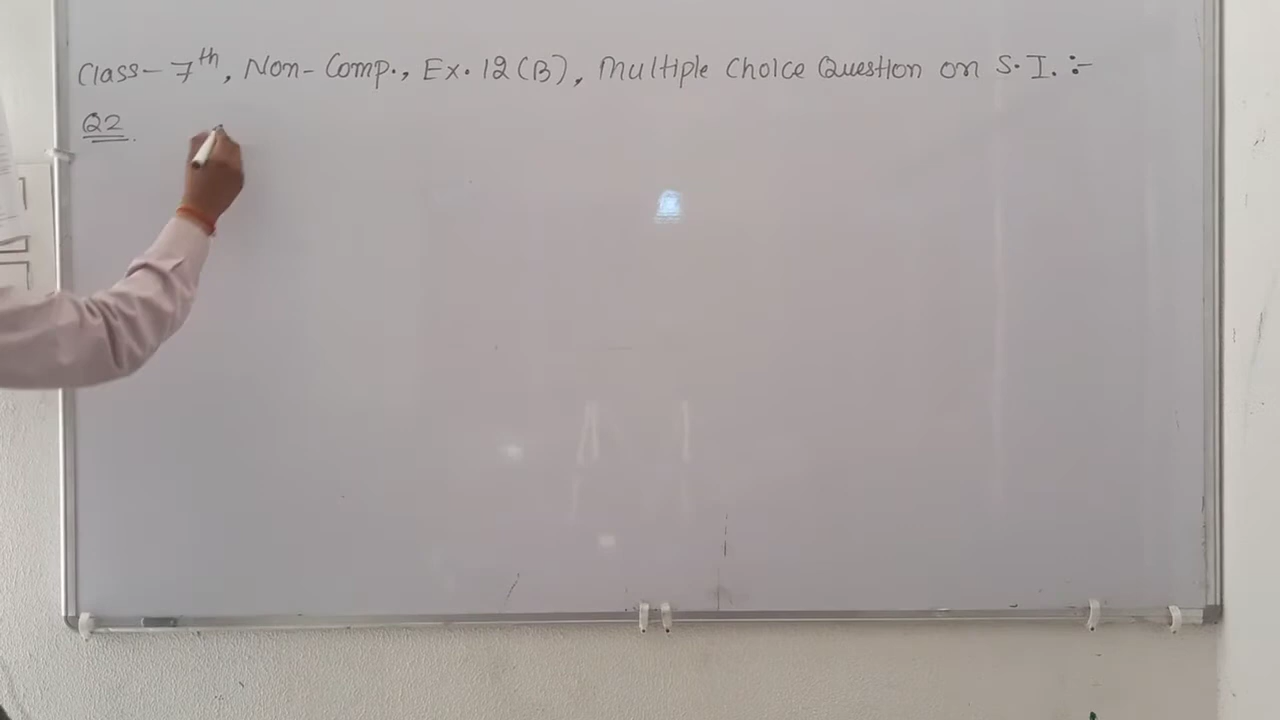 Class- 7th, Non-Comp., Ex. 12(B), Multiple Choice Question on S.I. :-
Q2.